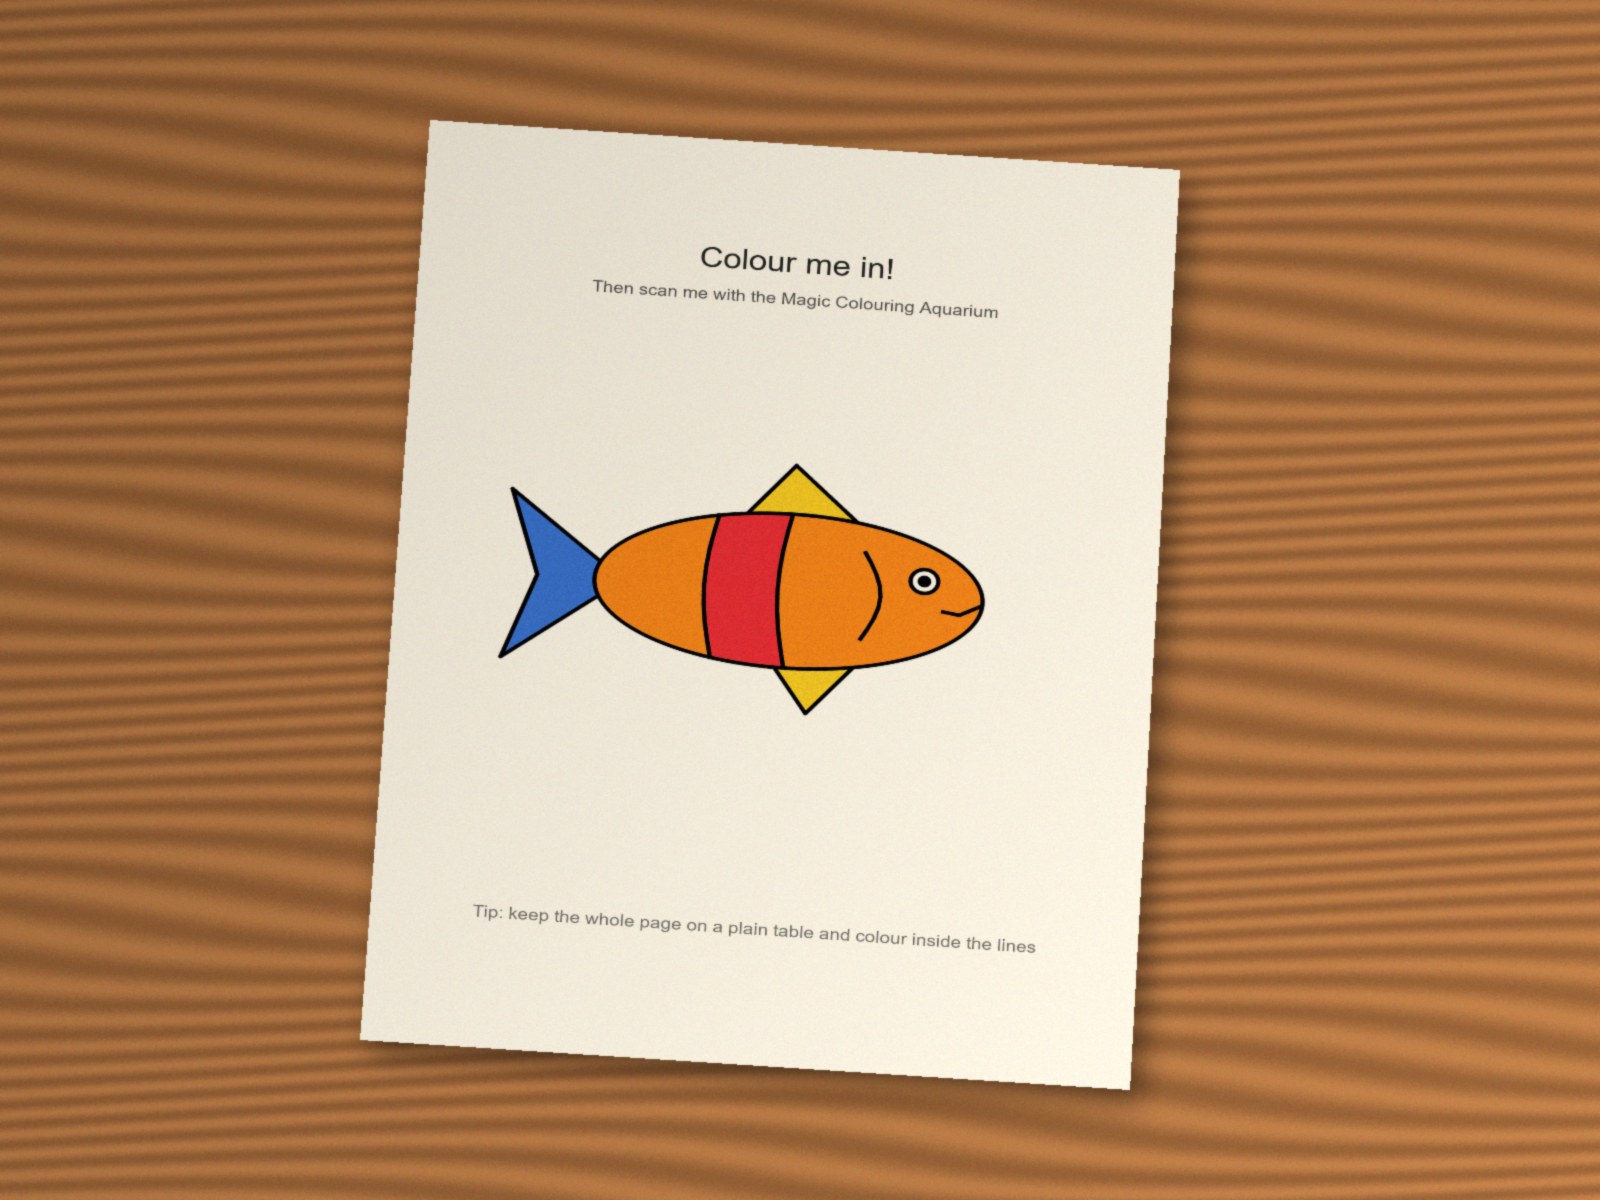 Colour me in!
Then scan me with the Magic Colouring Aquarium
Tip: keep the whole page on a plain table and colour inside the lines